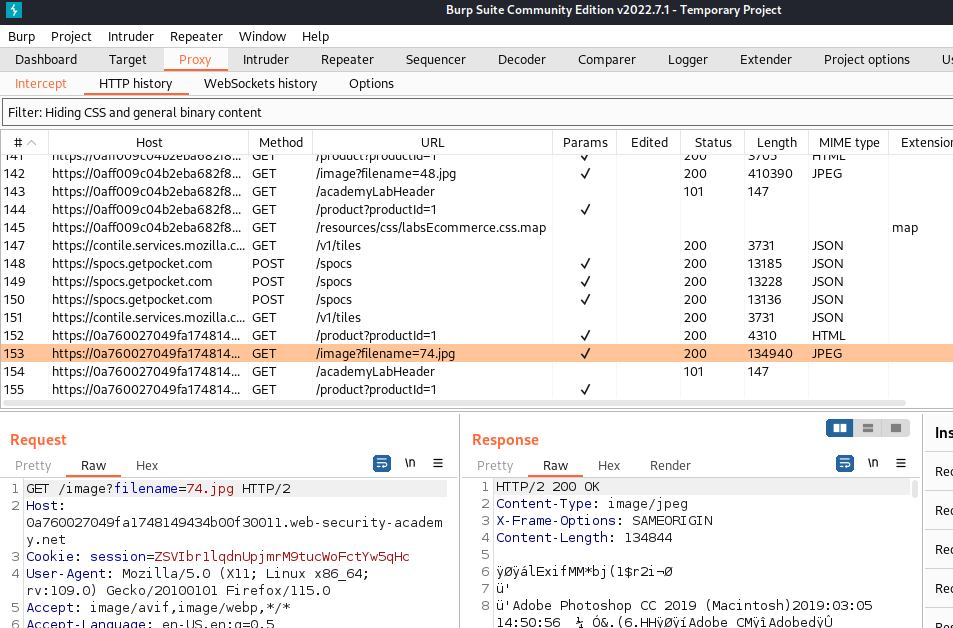 Burp Suite Community Edition v2022.7.1 - Temporary Project
Burp Project Intruder Repeater Window Help
Dashboard Target Proxy Intruder Repeater Sequencer Decoder Comparer Logger Extender Project options
Intercept HTTP history WebSockets history Options
Filter: Hiding CSS and general binary content
# Host Method URL Params Edited Status Length MIME type Extension
141 https://0aff009c04b2eba682f8... GET /product?productId=1 ✓ 200 3705 HTML
142 https://0aff009c04b2eba682f8... GET /image?filename=48.jpg ✓ 200 410390 JPEG
143 https://0aff009c04b2eba682f8... GET /academyLabHeader 101 147
144 https://0aff009c04b2eba682f8... GET /product?productId=1 ✓
145 https://0aff009c04b2eba682f8... GET /resources/css/labsEcommerce.css.map map
147 https://contile.services.mozilla.c... GET /v1/tiles 200 3731 JSON
148 https://spocs.getpocket.com POST /spocs ✓ 200 13185 JSON
149 https://spocs.getpocket.com POST /spocs ✓ 200 13228 JSON
150 https://spocs.getpocket.com POST /spocs ✓ 200 13136 JSON
151 https://contile.services.mozilla.c... GET /v1/tiles 200 3731 JSON
152 https://0a760027049fa174814... GET /product?productId=1 ✓ 200 4310 HTML
153 https://0a760027049fa174814... GET /image?filename=74.jpg ✓ 200 134940 JPEG
154 https://0a760027049fa174814... GET /academyLabHeader 101 147
155 https://0a760027049fa174814... GET /product?productId=1 ✓
Request
Pretty Raw Hex
\n
1 GET /image?filename=74.jpg HTTP/2
2 Host:
0a760027049fa1748149434b00f30011.web-security-academ
y.net
3 Cookie: session=ZSVIbr1lqdnUpjmrM9tucWoFctYw5qHc
4 User-Agent: Mozilla/5.0 (X11; Linux x86_64;
rv:109.0) Gecko/20100101 Firefox/115.0
5 Accept: image/avif,image/webp,*/*
6 Accept-Language: en-US,en;q=0.5
Response
Pretty Raw Hex Render
\n
1 HTTP/2 200 OK
2 Content-Type: image/jpeg
3 X-Frame-Options: SAMEORIGIN
4 Content-Length: 134844
5
6 ÿØÿálExifMM*bj(1$r2i¬Ø
7 ü'
8 ü'Adobe Photoshop CC 2019 (Macintosh)2019:03:05
14:50:56
Ins
Rec
Rec
Rec
Rec